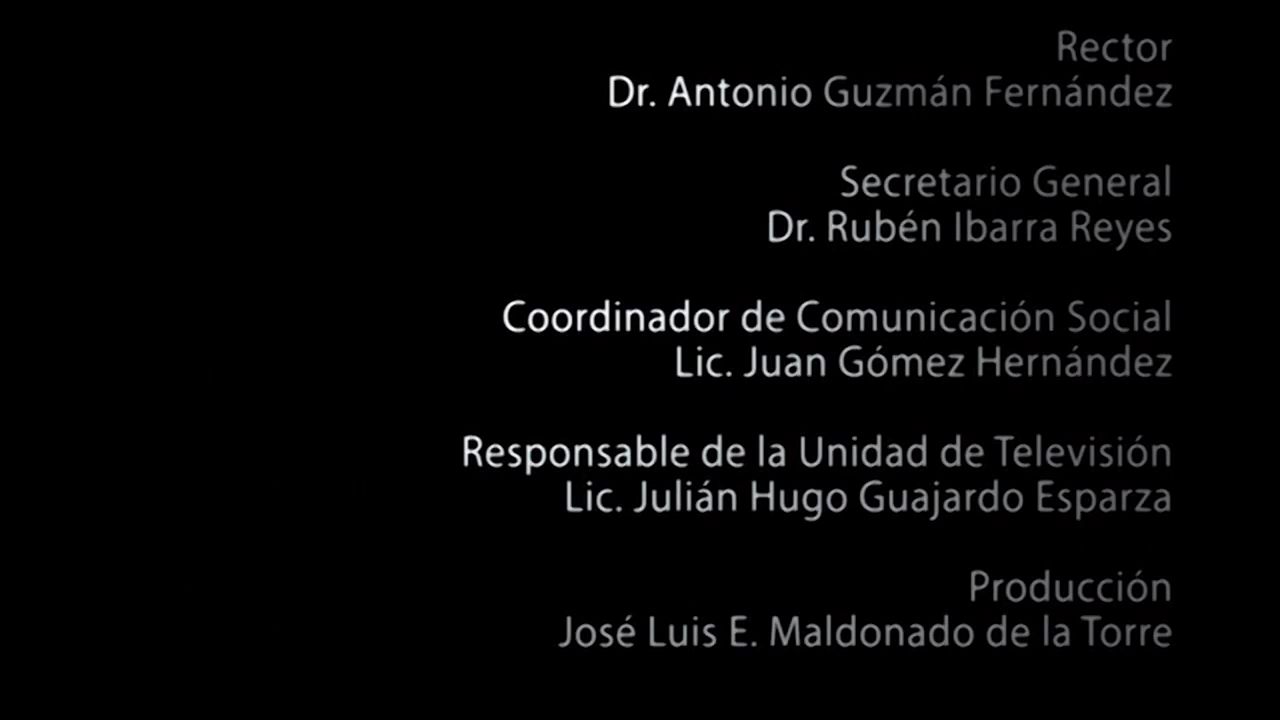 Rector
Dr. Antonio Guzmán Fernández
Secretario General
Dr. Rubén Ibarra Reyes
Coordinador de Comunicación Social
Lic. Juan Gómez Hernández
Responsable de la Unidad de Televisión
Lic. Julián Hugo Guajardo Esparza
Producción
José Luis E. Maldonado de la Torre